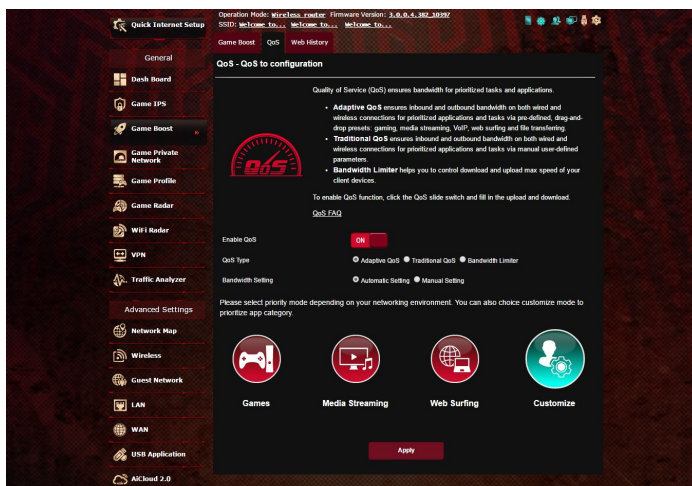 Quick Internet Setup
Operation Mode: Wireless router Firmware Version: 3.0.0.4.382_10397
SSID: Welcome to... Welcome to... Welcome to...
Game Boost QoS Web History
General
Dash Board
Game IPS
Game Boost
Game Private
Network
Game Profile
Game Radar
WiFi Radar
VPN
Traffic Analyzer
Advanced Settings
Network Map
Wireless
Guest Network
LAN
WAN
USB Application
AiCloud 2.0
QoS - QoS to configuration
Quality of Service (QoS) ensures bandwidth for prioritized tasks and applications.
• Adaptive QoS ensures inbound and outbound bandwidth on both wired and
wireless connections for prioritized applications and tasks via pre-defined, drag-and-
drop presets: gaming, media streaming, VoIP, web surfing and file transferring.
• Traditional QoS ensures inbound and outbound bandwidth on both wired and
wireless connections for prioritized applications and tasks via manual user-defined
parameters.
• Bandwidth Limiter helps you to control download and upload max speed of your
client devices.
To enable QoS function, click the QoS slide switch and fill in the upload and download.
QoS FAQ
QoS
Enable QoS ON
QoS Type Adaptive QoS Traditional QoS Bandwidth Limiter
Bandwidth Setting Automatic Setting Manual Setting
Please select priority mode depending on your networking environment. You can also choice customize mode to
prioritize app category.
Games Media Streaming Web Surfing Customize
Apply